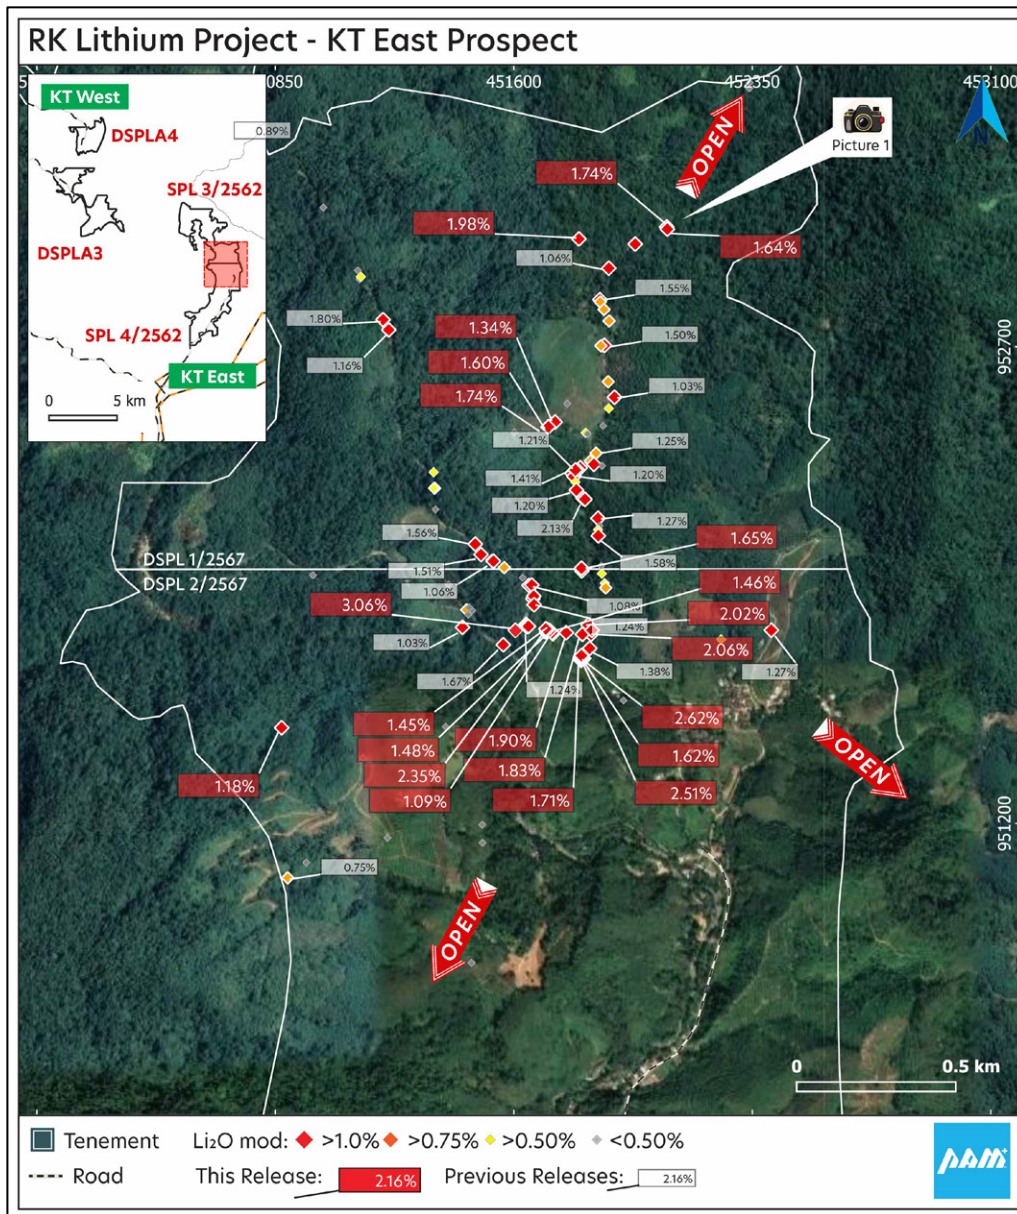 RK Lithium Project - KT East Prospect
451600
452350
453100
KT West
DSPLA4
0.89%
SPL 3/2562
DSPLA3
SPL 4/2562
KT East
0 5 km
OPEN
Picture 1
N
1.74%
1.98%
1.64%
1.06%
1.55%
1.80%
1.34%
1.50%
952700
1.16%
1.60%
1.74%
1.03%
1.21%
1.25%
1.41%
1.20%
1.20%
2.13%
1.27%
1.56%
1.65%
DSPL 1/2567
1.51%
1.58%
DSPL 2/2567
1.06%
1.46%
3.06%
1.08%
2.02%
1.24%
1.03%
2.06%
1.67%
1.24%
1.38%
1.27%
1.45%
2.62%
1.48%
1.90%
1.62%
OPEN
2.35%
1.83%
1.18%
1.09%
1.71%
2.51%
951200
0.75%
OPEN
0 0.5 km
Tenement Li₂O mod: >1.0% >0.75% >0.50% <0.50%
Road This Release: 2.16% Previous Releases: 2.16%
PAM